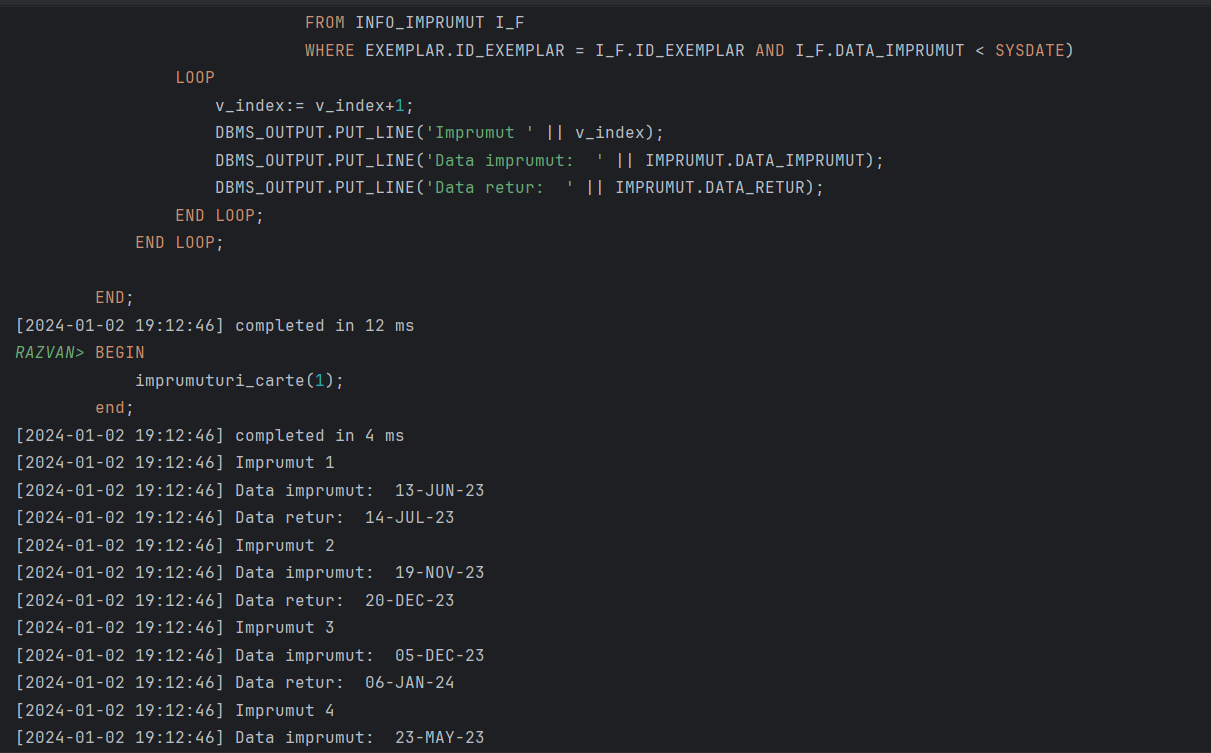 FROM INFO_IMPRUMUT I_F
WHERE EXEMPLAR.ID_EXEMPLAR = I_F.ID_EXEMPLAR AND I_F.DATA_IMPRUMUT < SYSDATE)
LOOP
v_index:= v_index+1;
DBMS_OUTPUT.PUT_LINE('Imprumut ' || v_index);
DBMS_OUTPUT.PUT_LINE('Data imprumut:  ' || IMPRUMUT.DATA_IMPRUMUT);
DBMS_OUTPUT.PUT_LINE('Data retur:  ' || IMPRUMUT.DATA_RETUR);
END LOOP;
END LOOP;
END;
[2024-01-02 19:12:46] completed in 12 ms
RAZVAN> BEGIN
imprumuturi_carte(1);
end;
[2024-01-02 19:12:46] completed in 4 ms
[2024-01-02 19:12:46] Imprumut 1
[2024-01-02 19:12:46] Data imprumut:  13-JUN-23
[2024-01-02 19:12:46] Data retur:  14-JUL-23
[2024-01-02 19:12:46] Imprumut 2
[2024-01-02 19:12:46] Data imprumut:  19-NOV-23
[2024-01-02 19:12:46] Data retur:  20-DEC-23
[2024-01-02 19:12:46] Imprumut 3
[2024-01-02 19:12:46] Data imprumut:  05-DEC-23
[2024-01-02 19:12:46] Data retur:  06-JAN-24
[2024-01-02 19:12:46] Imprumut 4
[2024-01-02 19:12:46] Data imprumut:  23-MAY-23